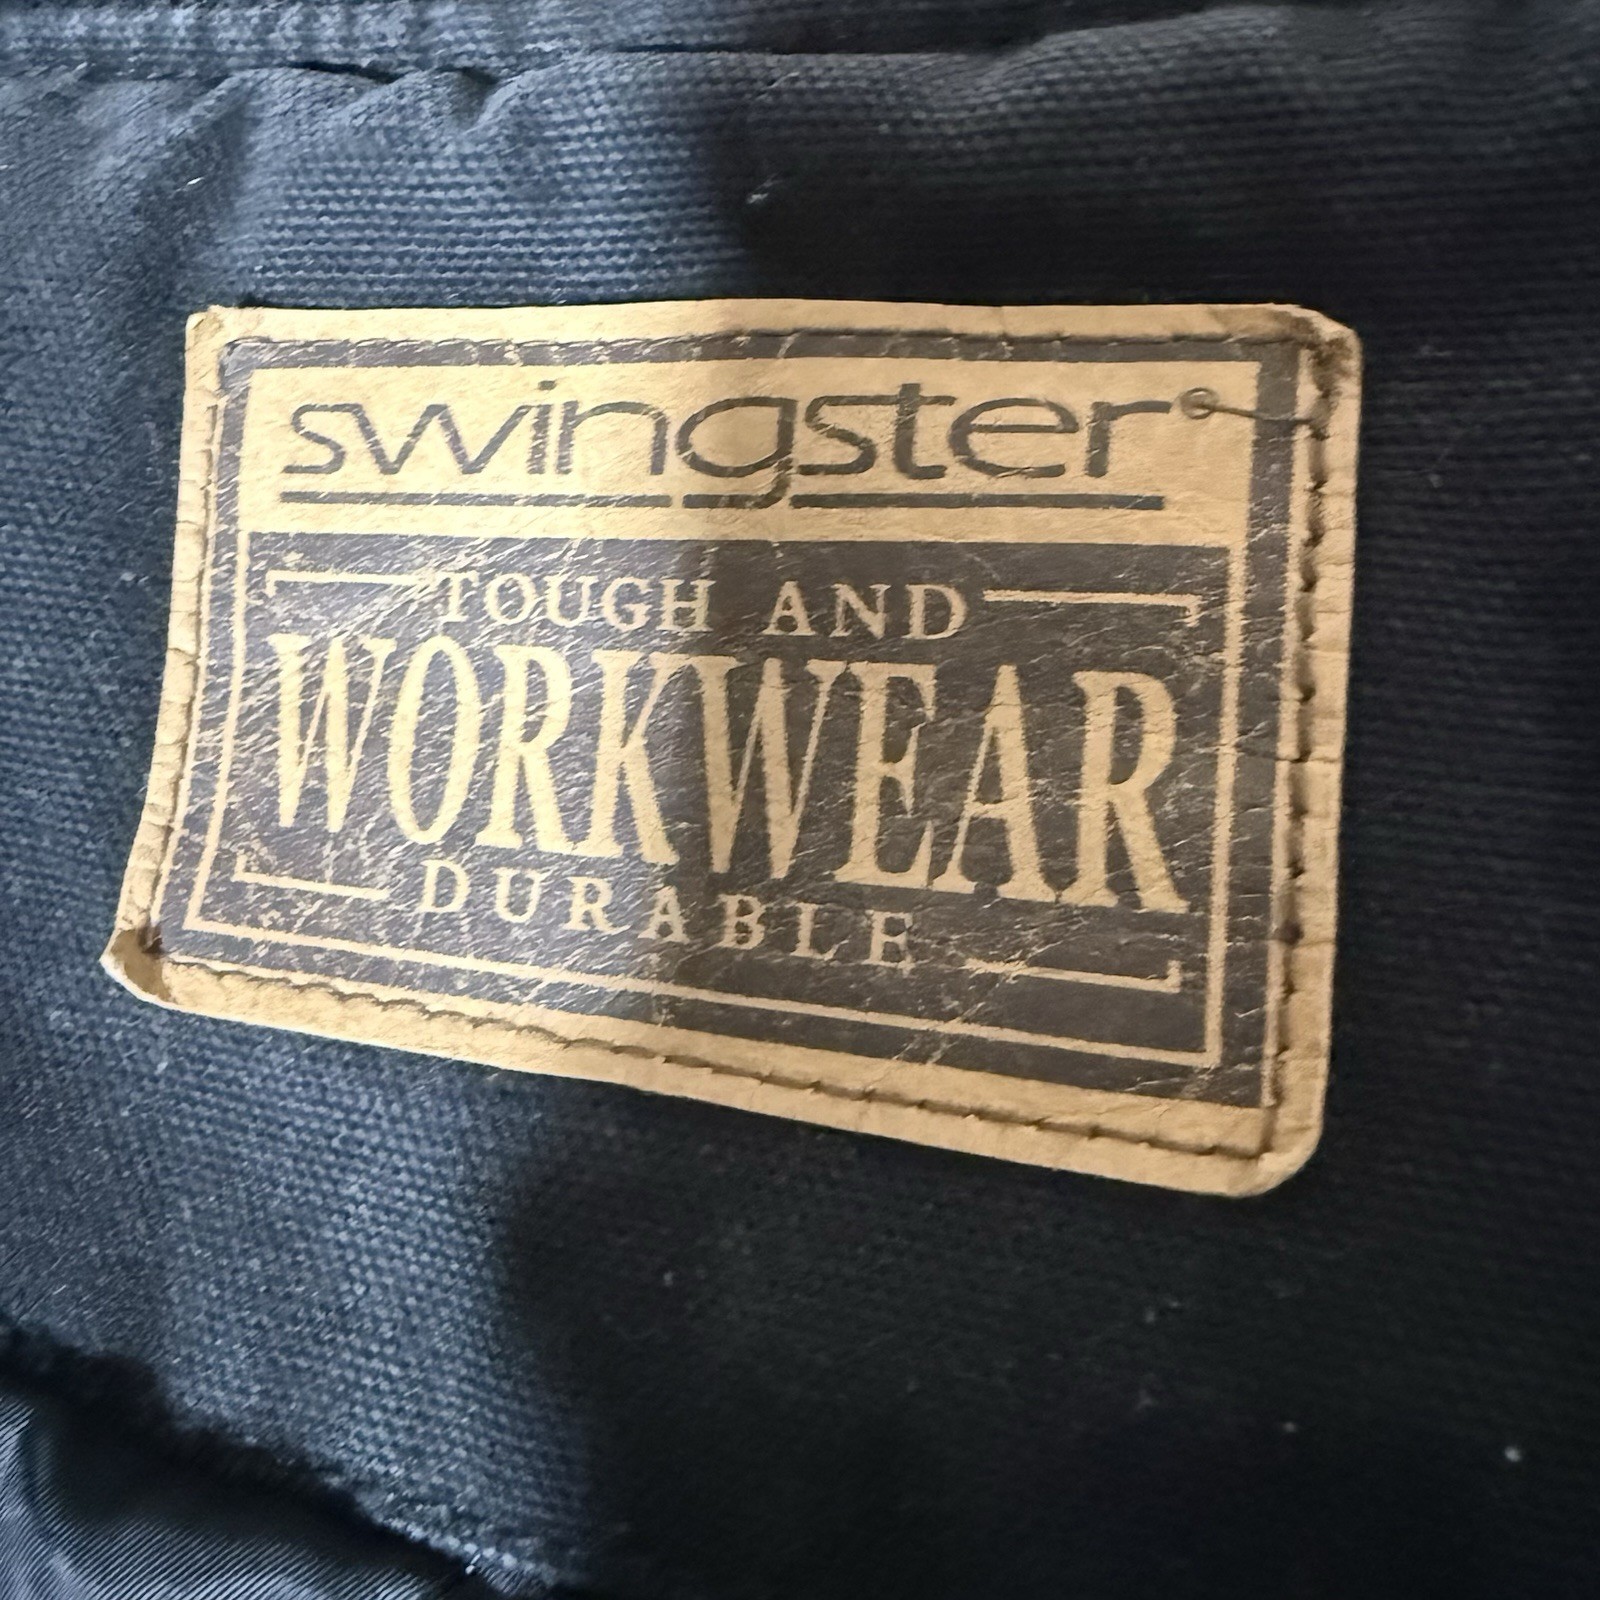 swingster®
TOUGH AND
WORKWEAR
DURABLE